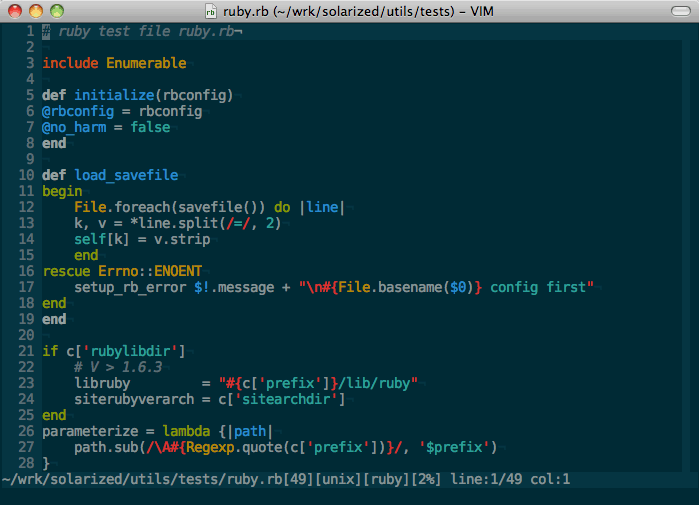 ruby.rb (~/wrk/solarized/utils/tests) – VIM
1 # ruby test file ruby.rb¬
2 ¬
3 include Enumerable¬
4 ¬
5 def initialize(rbconfig)¬
6 @rbconfig = rbconfig¬
7 @no_harm = false¬
8 end¬
9 ¬
10 def load_savefile¬
11 begin¬
12     File.foreach(savefile()) do |line|¬
13     k, v = *line.split(/=/, 2)¬
14     self[k] = v.strip¬
15     end¬
16 rescue Errno::ENOENT¬
17     setup_rb_error $!.message + "\n#{File.basename($0)} config first"¬
18 end¬
19 end¬
20 ¬
21 if c['rubylibdir']¬
22     # V > 1.6.3¬
23     libruby         = "#{c['prefix']}/lib/ruby"¬
24     siterubyverarch = c['sitearchdir']¬
25 end¬
26 parameterize = lambda {|path|¬
27     path.sub(/\A#{Regexp.quote(c['prefix'])}/, '$prefix')¬
28 }¬
~/wrk/solarized/utils/tests/ruby.rb[49][unix][ruby][2%] line:1/49 col:1